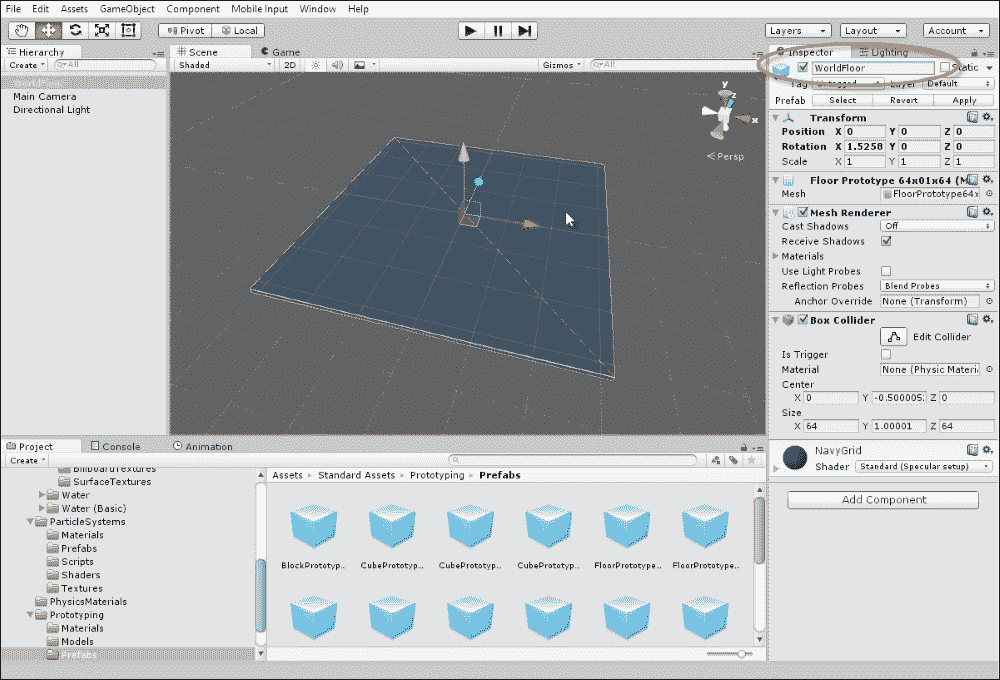 File Edit Assets GameObject Component Mobile Input Window Help
Pivot Local Layers Layout Account
Hierarchy Scene Game Inspector Lighting
Create All Shaded 2D Gizmos All WorldFloor Static
WorldFloor
Main Camera
Directional Light
y
z
x
Persp
Tag Untagged Layer Default
Prefab Select Revert Apply
Transform
Position X 0 Y 0 Z 0
Rotation X 1.5258 Y 0 Z 0
Scale X 1 Y 1 Z 1
Floor Prototype 64x01x64 (M
Mesh FloorPrototype64x
Mesh Renderer
Cast Shadows Off
Receive Shadows
Materials
Use Light Probes
Reflection Probes Blend Probes
Anchor Override None (Transform)
Box Collider
Edit Collider
Is Trigger
Material None (Physic Materi
Center
X 0 Y -0.500005 Z 0
Size
X 64 Y 1.00001 Z 64
NavyGrid
Shader Standard (Specular setup)
Add Component
Project Console Animation
Create
BillboardTextures
SurfaceTextures
Water
Water (Basic)
ParticleSystems
Materials
Prefabs
Scripts
Shaders
Textures
PhysicsMaterials
Prototyping
Materials
Models
Prefabs
Assets Standard Assets Prototyping Prefabs
BlockPrototyp... CubePrototyp... CubePrototyp... CubePrototyp... FloorPrototype... FloorPrototype...